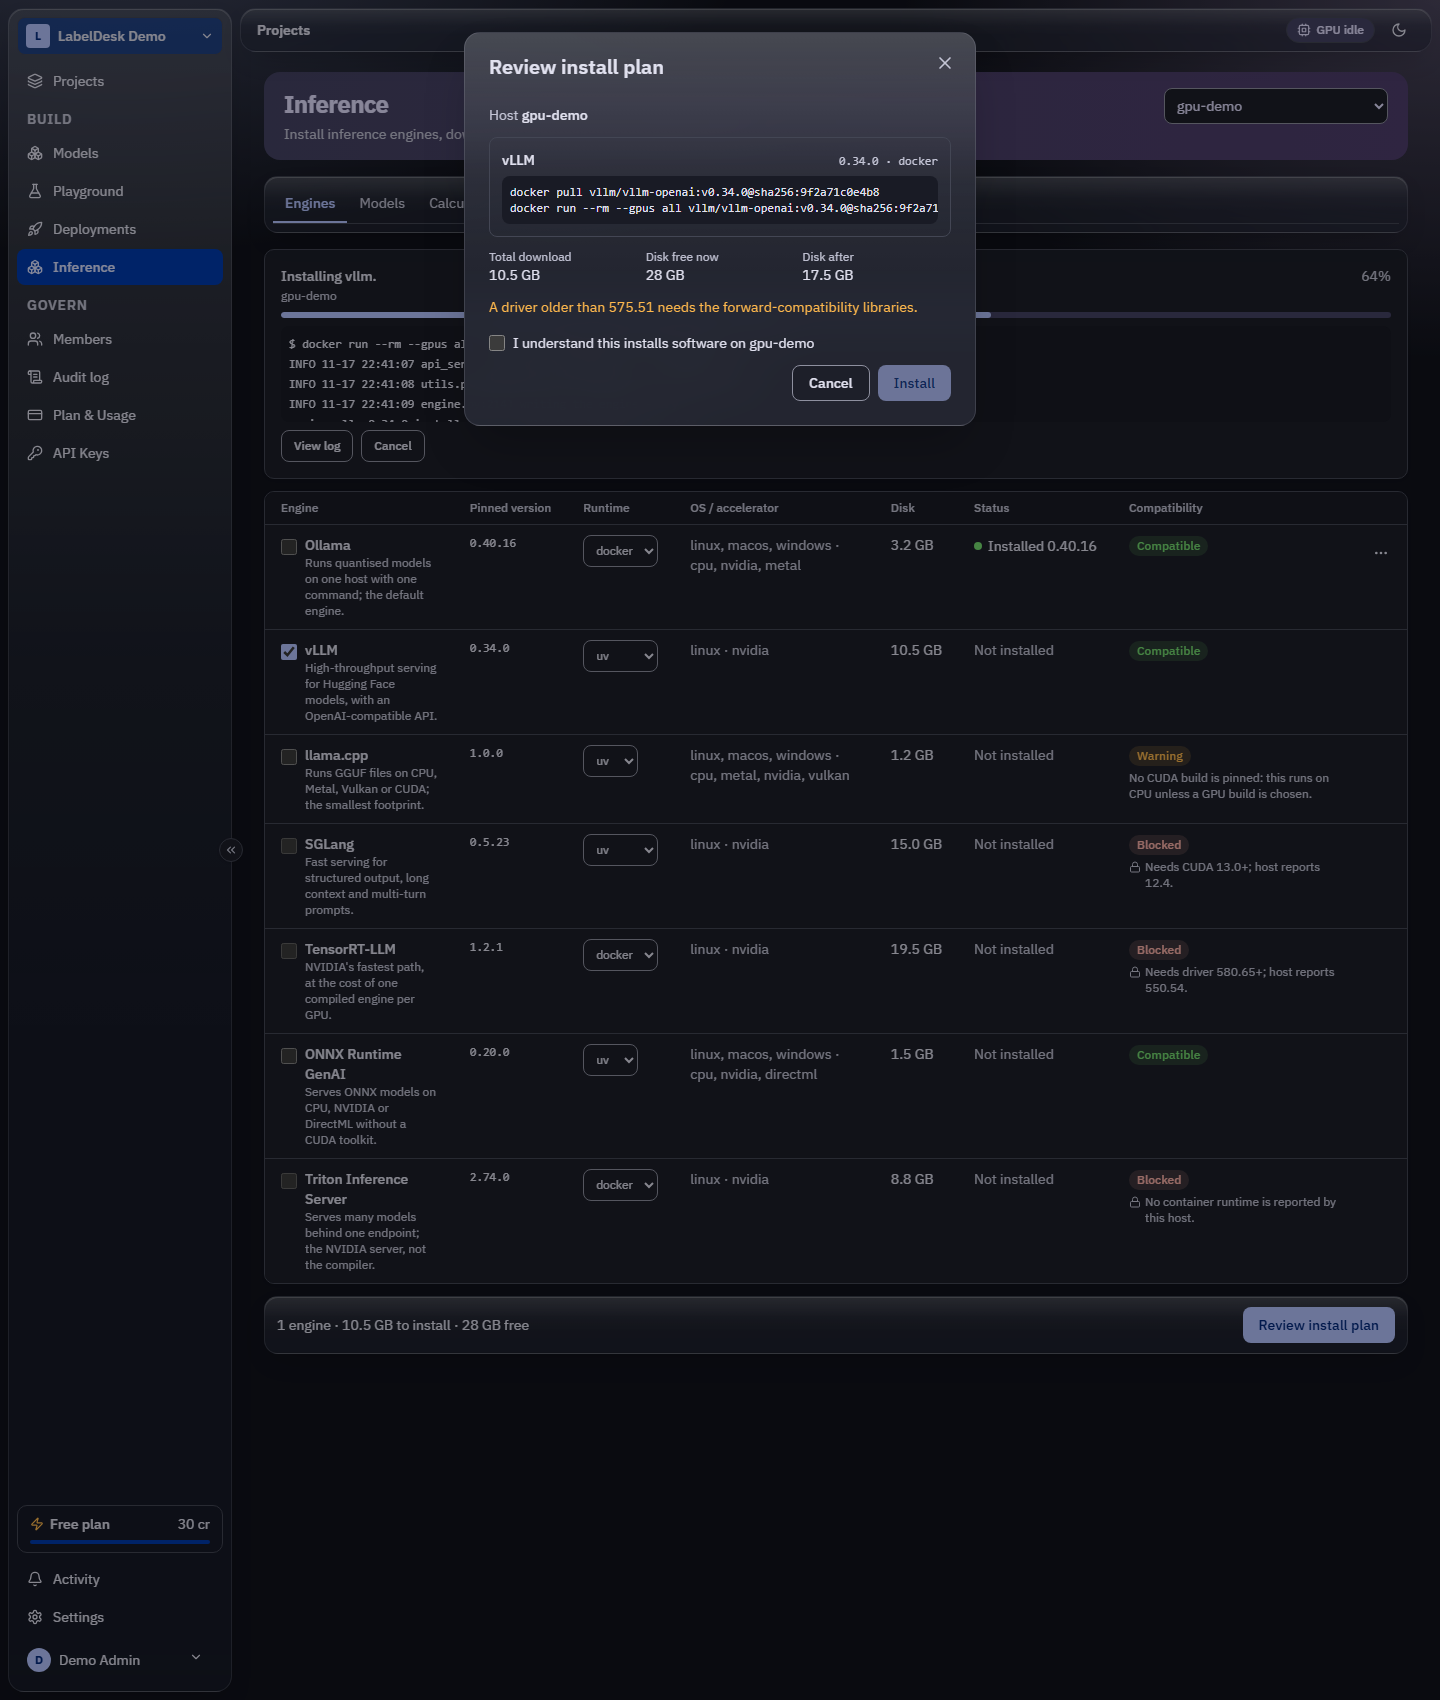 L LabelDesk Demo
Projects
BUILD
Models
Playground
Deployments
Inference
GOVERN
Members
Audit log
Plan & Usage
API Keys
Free plan 30 cr
Activity
Settings
D Demo Admin
Projects
GPU idle
Inference
Install inference engines,
gpu-demo
Engines Models
Installing vllm.
gpu-demo
64%
$ docker run --rm --gpus
INFO 11-17 22:41:07
INFO 11-17 22:41:08
INFO 11-17 22:41:09
View log Cancel
Review install plan
Host gpu-demo
vLLM 0.34.0 · docker
docker pull vllm/vllm-openai:v0.34.0@sha256:9f2a71c0e4b8
docker run --rm --gpus all vllm/vllm-openai:v0.34.0@sha256:9f2a71
Total download Disk free now Disk after
10.5 GB 28 GB 17.5 GB
A driver older than 575.51 needs the forward-compatibility libraries.
I understand this installs software on gpu-demo
Cancel Install
Engine Pinned version Runtime OS / accelerator Disk Status Compatibility
Ollama 0.40.16 docker linux, macos, windows · 3.2 GB Installed 0.40.16 Compatible ...
cpu, nvidia, metal
Runs quantised models
on one host with one
command; the default
engine.
vLLM 0.34.0 uv linux · nvidia 10.5 GB Not installed Compatible
High-throughput serving
for Hugging Face
models, with an
OpenAI-compatible API.
llama.cpp 1.0.0 uv linux, macos, windows · 1.2 GB Not installed Warning
cpu, metal, nvidia, vulkan
Runs GGUF files on CPU,
Metal, Vulkan or CUDA;
the smallest footprint.
No CUDA build is pinned: this runs on
CPU unless a GPU build is chosen.
SGLang 0.5.23 uv linux · nvidia 15.0 GB Not installed Blocked
Fast serving for
structured output, long
context and multi-turn
prompts.
Needs CUDA 13.0+; host reports
12.4.
TensorRT-LLM 1.2.1 docker linux · nvidia 19.5 GB Not installed Blocked
NVIDIA's fastest path,
at the cost of one
compiled engine per
GPU.
Needs driver 580.65+; host reports
550.54.
ONNX Runtime 0.20.0 uv linux, macos, windows · 1.5 GB Not installed Compatible
GenAI cpu, nvidia, directml
Serves ONNX models on
CPU, NVIDIA or
DirectML without a
CUDA toolkit.
Triton Inference 2.74.0 docker linux · nvidia 8.8 GB Not installed Blocked
Server
Serves many models
behind one endpoint;
the NVIDIA server, not
the compiler.
No container runtime is reported by
this host.
1 engine · 10.5 GB to install · 28 GB free
Review install plan